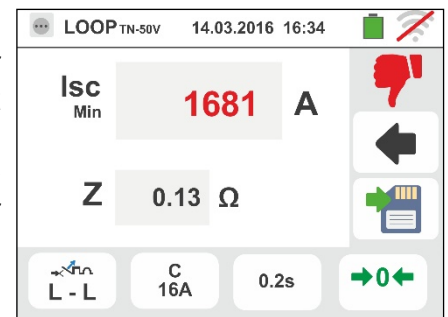 LOOP TN-50V 14.03.2016 16:34
Isc 1681 A
Min
Z 0.13 Ω
L - L
C
16A
0.2s
→0←